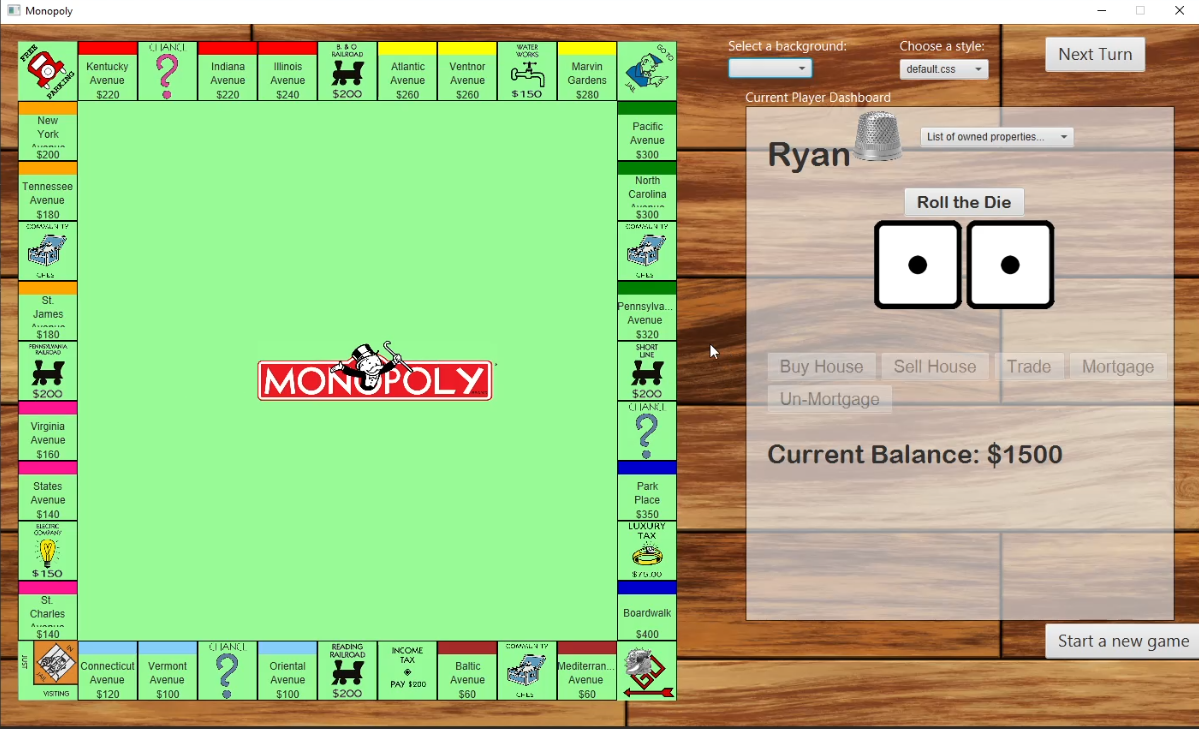 Monopoly
Select a background:
Choose a style:
default.css
Next Turn
Current Player Dashboard
Ryan
List of owned properties...
Roll the Die
Buy House
Sell House
Trade
Mortgage
Un-Mortgage
Current Balance: $1500
Start a new game
FREE
PARKING
Kentucky
Avenue
$220
CHANCE
Indiana
Avenue
$220
Illinois
Avenue
$240
B. & O
RAILROAD
$200
Atlantic
Avenue
$260
Ventnor
Avenue
$260
WATER
WORKS
$150
Marvin
Gardens
$280
GO TO
JAIL
New
York
$200
Tennessee
Avenue
$180
COMMUNITY
CHES
St.
James
$180
PENNSYLVANIA
RAILROAD
$200
Virginia
Avenue
$160
States
Avenue
$140
ELECTRIC
COMPANY
$150
St.
Charles
$140
Pacific
Avenue
$300
North
Carolina
$300
COMMUNITY
CHES
Pennsylva...
Avenue
$320
SHORT
LINE
$200
CHANCE
Park
Place
$350
LUXURY
TAX
$75.00
Boardwalk
$400
MONOPOLY
JUST
IN
JAIL
VISITING
Connecticut
Avenue
$120
Vermont
Avenue
$100
CHANCE
Oriental
Avenue
$100
READING
RAILROAD
$200
INCOME
TAX
PAY $200
Baltic
Avenue
$60
COMMUNITY
CHES
Mediterran...
Avenue
$60